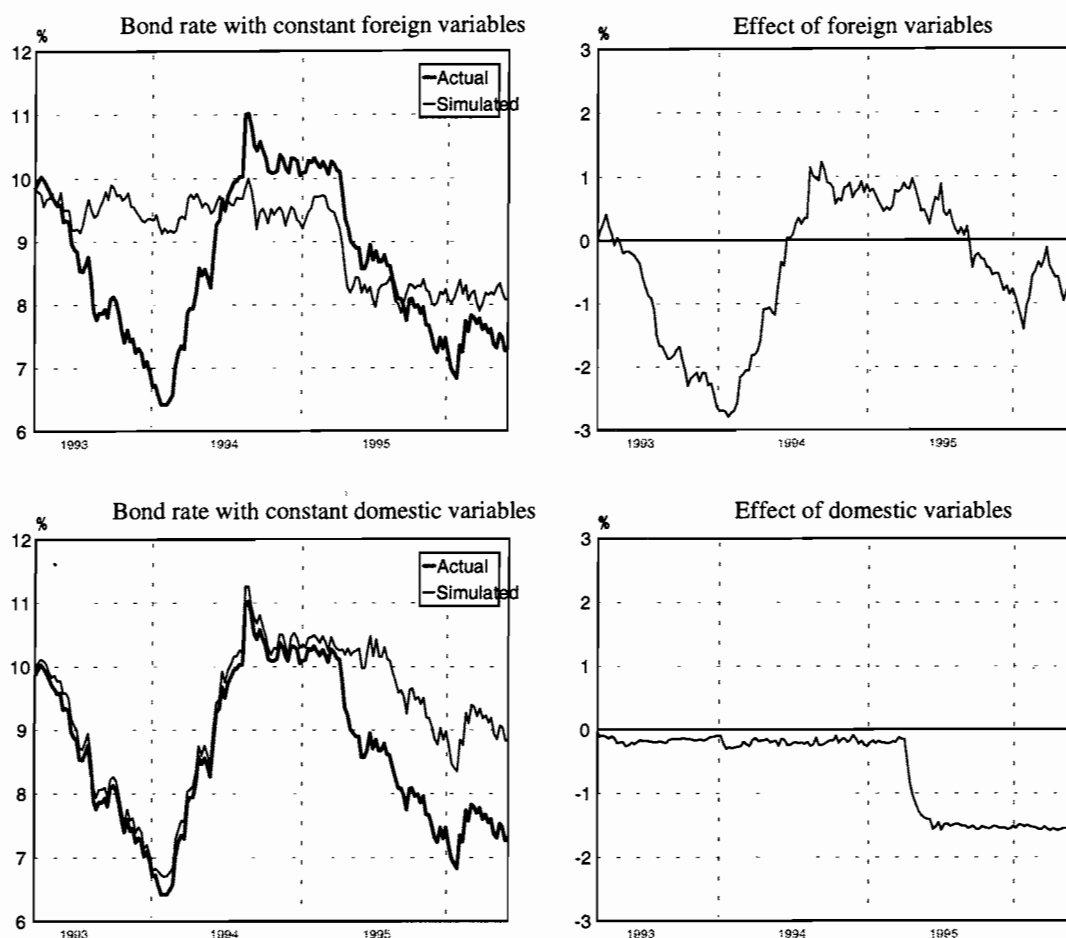 Bond rate with constant foreign variables
%
12
11
10
9
8
7
6
Actual
Simulated
1993 1994 1995
Effect of foreign variables
%
3
2
1
0
-1
-2
-3
1993 1994 1995
Bond rate with constant domestic variables
%
12
11
10
9
8
7
6
Actual
Simulated
1993 1994 1995
Effect of domestic variables
%
3
2
1
0
-1
-2
-3
1993 1994 1995